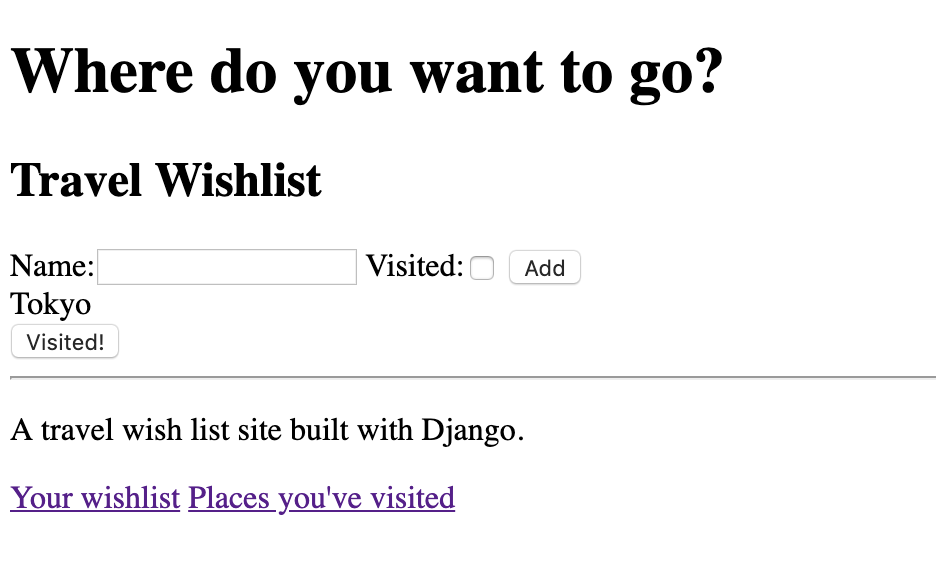 Where do you want to go?
Travel Wishlist
Name: Visited: Add
Tokyo
Visited!
A travel wish list site built with Django.
Your wishlist Places you've visited